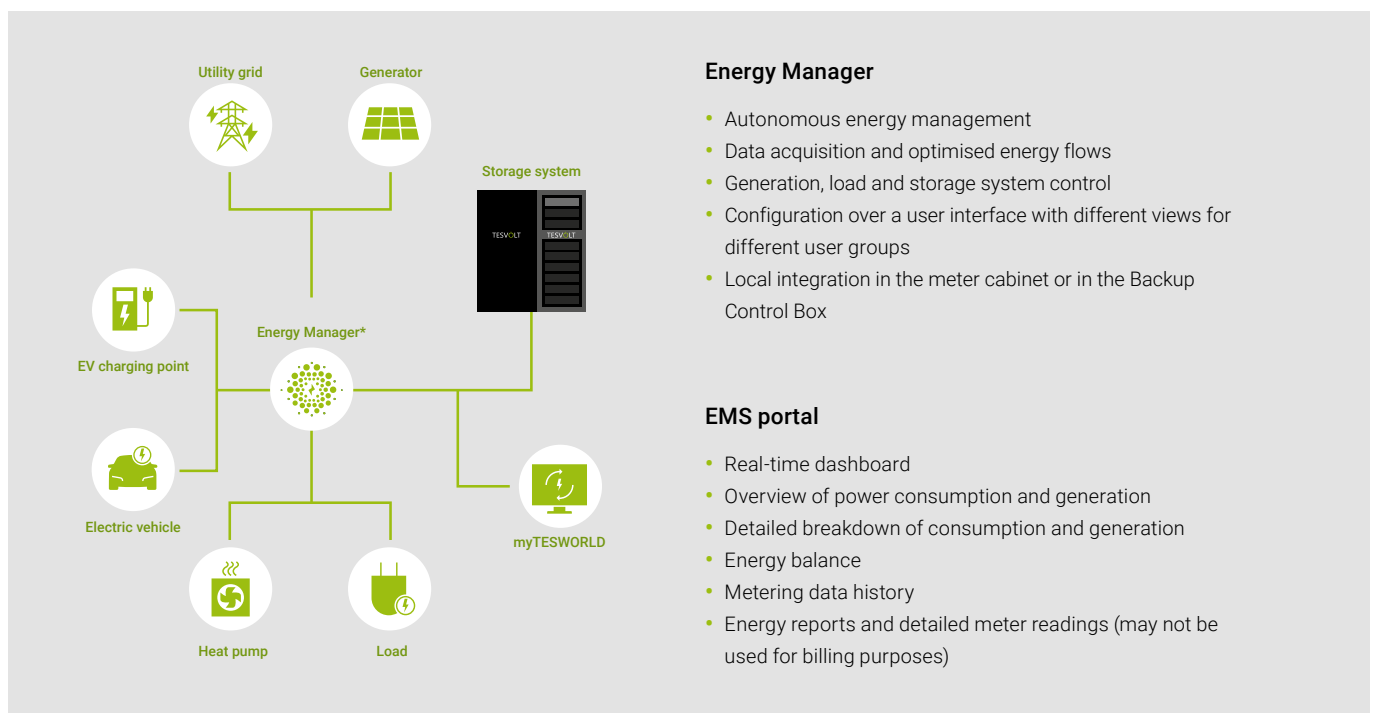 Utility grid
Generator
Storage system
TESVOLT
TESVOLT
EV charging point
Energy Manager*
Electric vehicle
myTESWORLD
Heat pump
Load
Energy Manager
• Autonomous energy management
• Data acquisition and optimised energy flows
• Generation, load and storage system control
• Configuration over a user interface with different views for
different user groups
• Local integration in the meter cabinet or in the Backup
Control Box
EMS portal
• Real-time dashboard
• Overview of power consumption and generation
• Detailed breakdown of consumption and generation
• Energy balance
• Metering data history
• Energy reports and detailed meter readings (may not be
used for billing purposes)